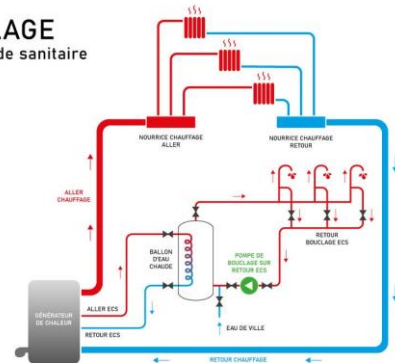 LAGE
de sanitaire
NOURRICE CHAUFFAGE
ALLER
NOURRICE CHAUFFAGE
RETOUR
ALLER
CHAUFFAGE
RETOUR
BOUCLAGE ECS
BALLON
D'EAU
CHAUDE
POMPE DE
BOUCLAGE SUR
RETOUR ECS
GÉNÉRATEUR
DE CHALEUR
ALLER ECS
RETOUR ECS
EAU DE VILLE
RETOUR CHAUFFAGE